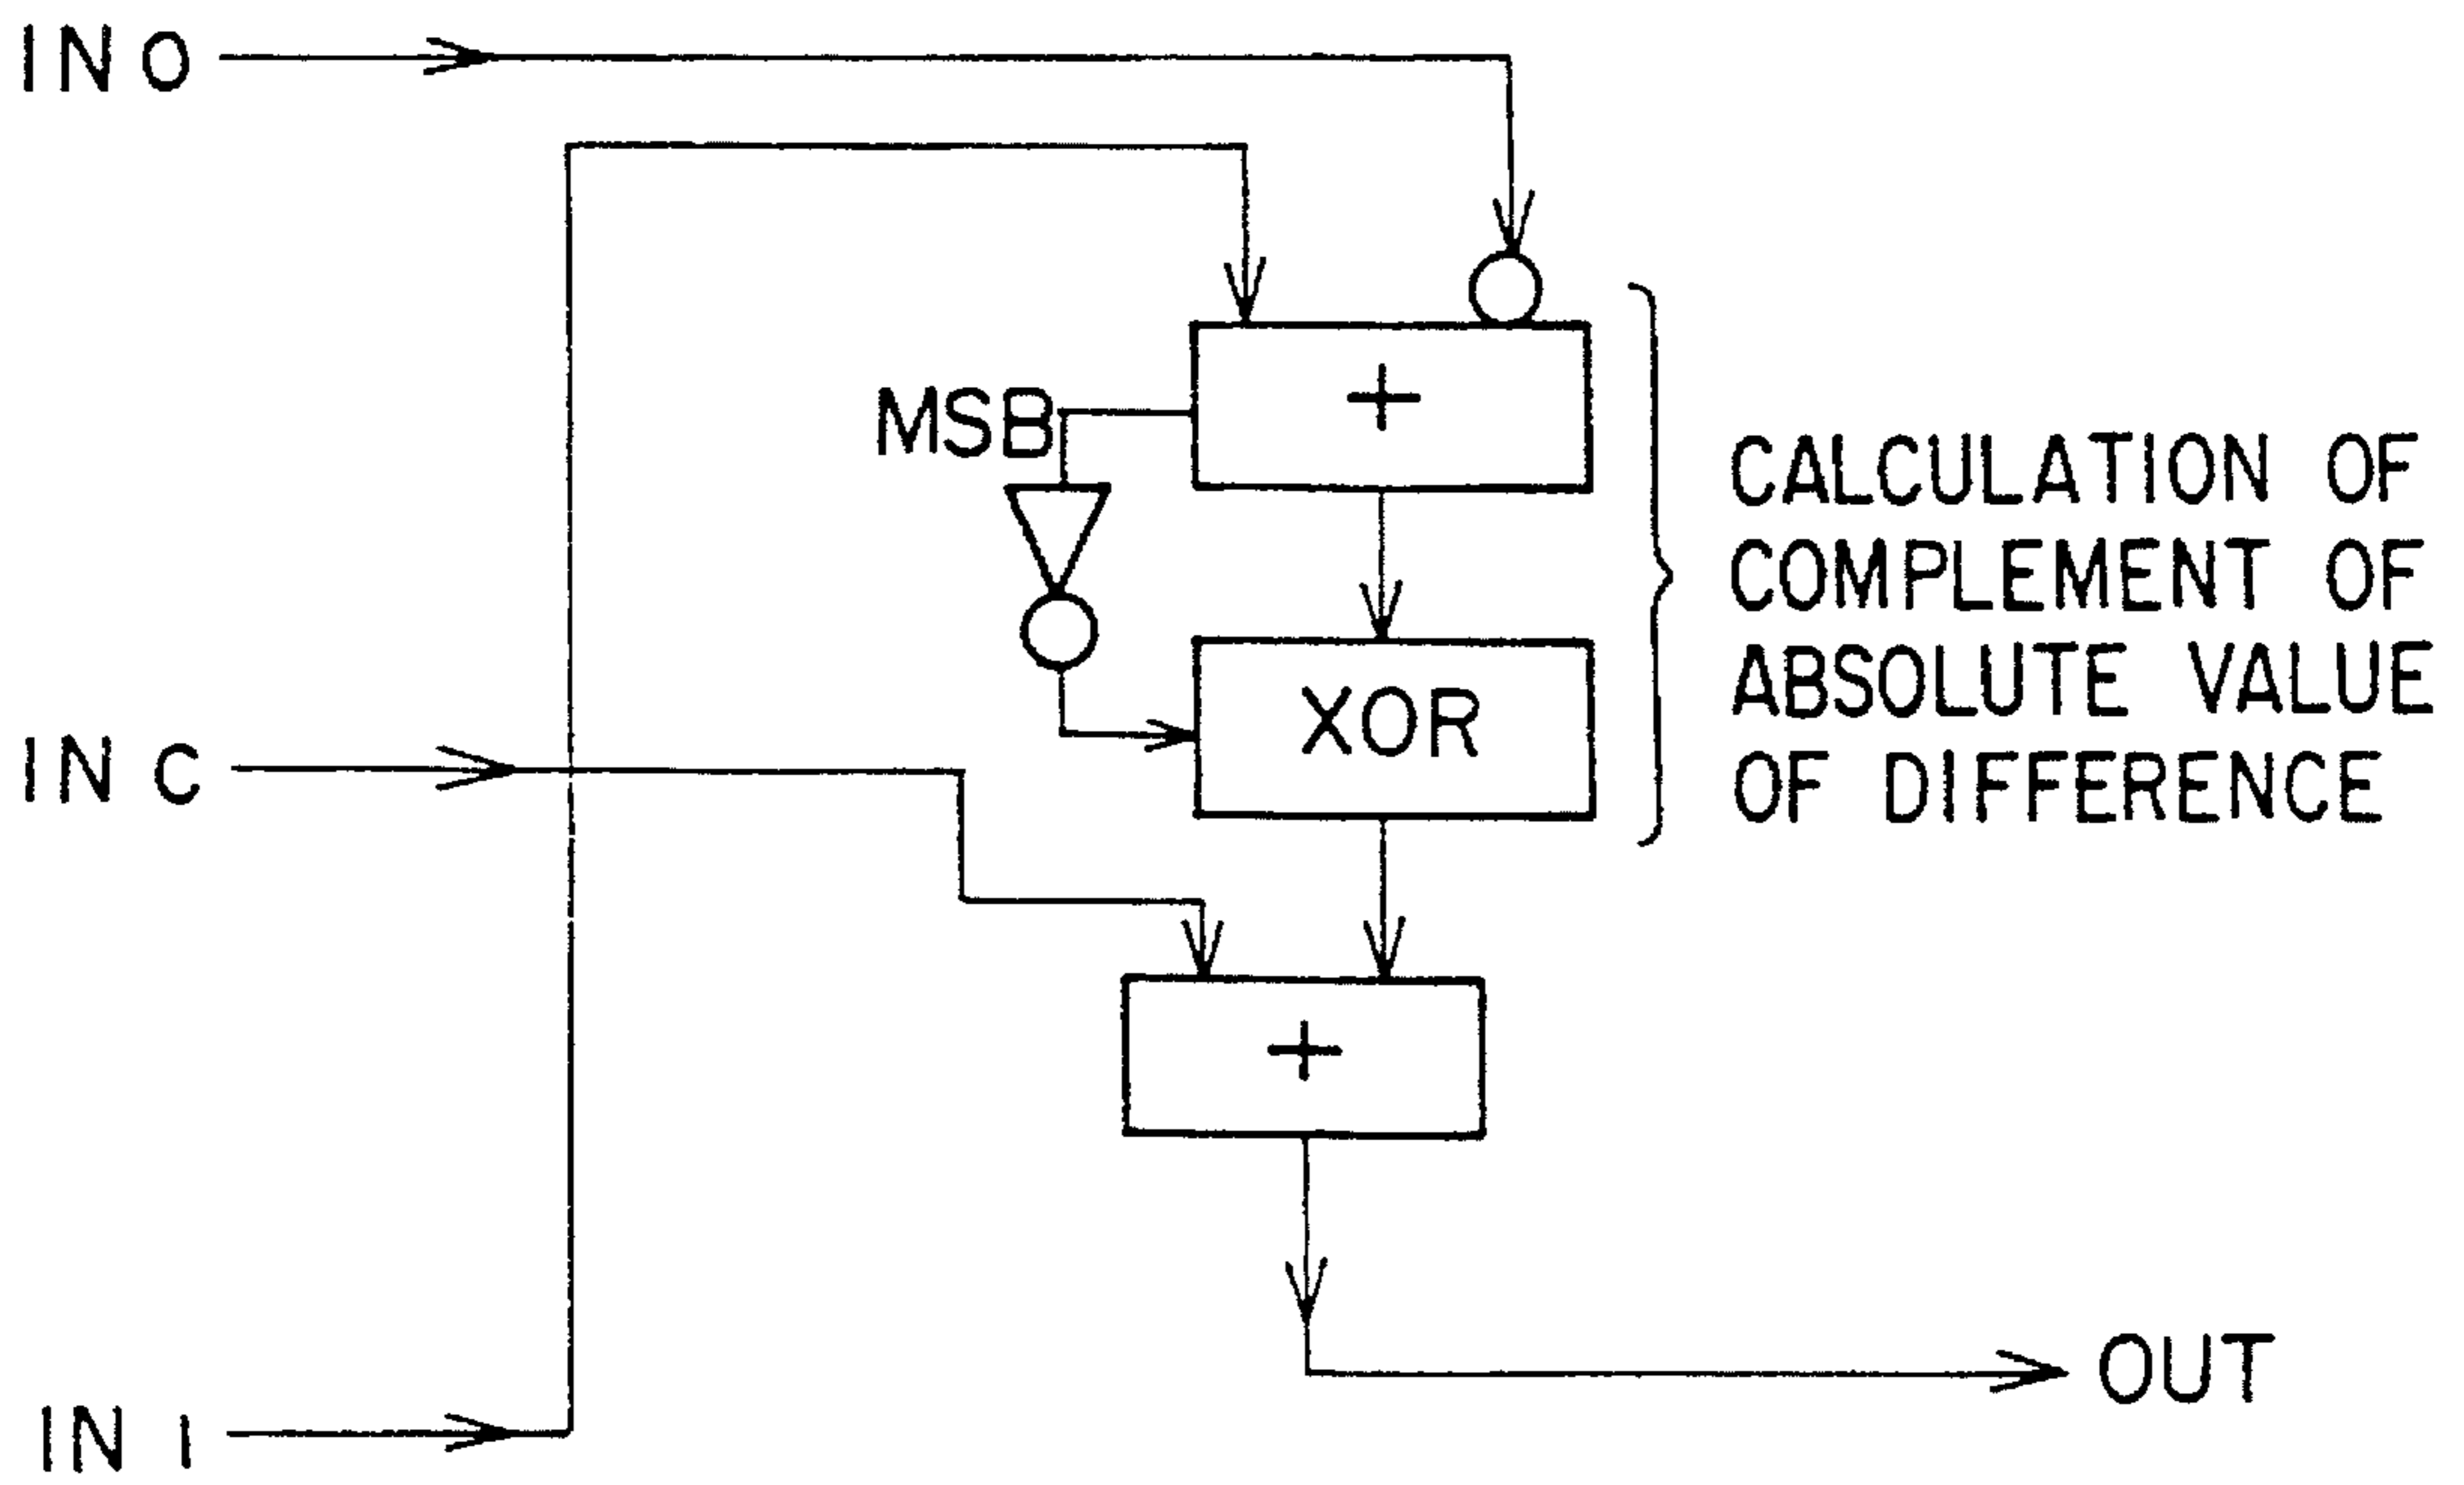 IN 0
MSB
+
CALCULATION OF
COMPLEMENT OF
ABSOLUTE VALUE
OF DIFFERENCE
XOR
IN C
+
OUT
IN 1